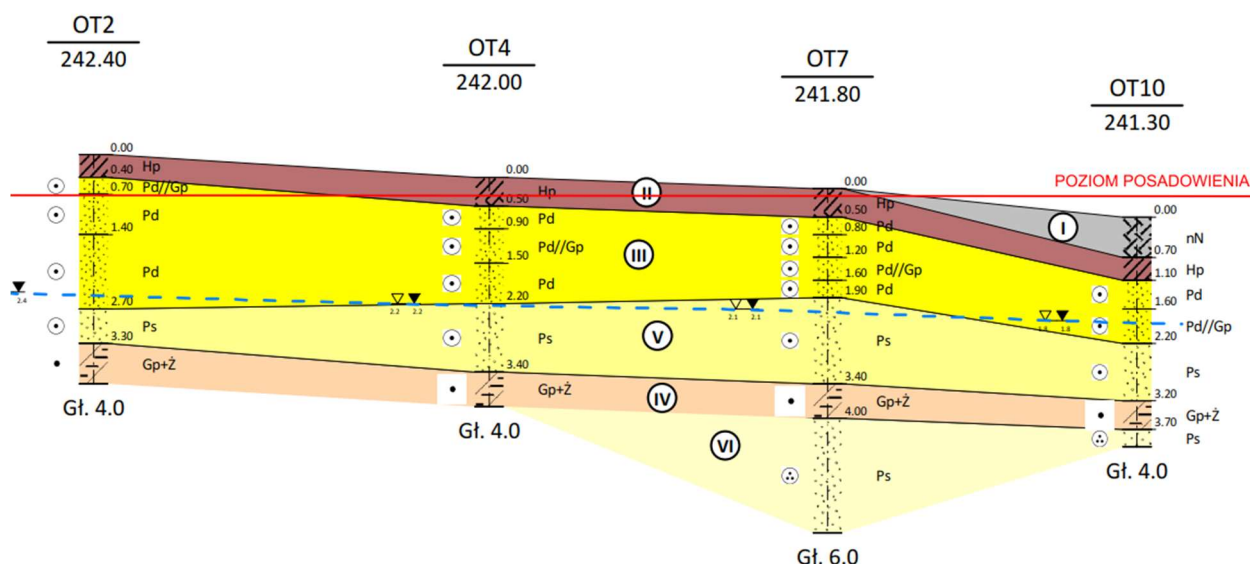 OT2
242.40
OT4
242.00
OT7
241.80
OT10
241.30
POZIOM POSADOWIENIA
0.00
0.40
Hp
0.70
Pd//Gp
Pd
1.40
Pd
2.4
2.70
Ps
3.30
Gp+Ż
Gł. 4.0
0.00
Hp
0.50
Pd
0.90
Pd//Gp
1.50
Pd
2.20
2.2
2.2
Ps
3.40
Gp+Ż
Gł. 4.0
II
III
V
IV
VI
0.00
Hp
0.50
Pd
0.80
Pd
1.20
Pd//Gp
1.60
Pd
1.90
2.1
2.1
Ps
3.40
Gp+Ż
4.00
Ps
Gł. 6.0
I
0.00
nN
0.70
Hp
1.10
Pd
1.60
1.8
1.8
Pd//Gp
2.20
Ps
3.20
Gp+Ż
3.70
Ps
Gł. 4.0